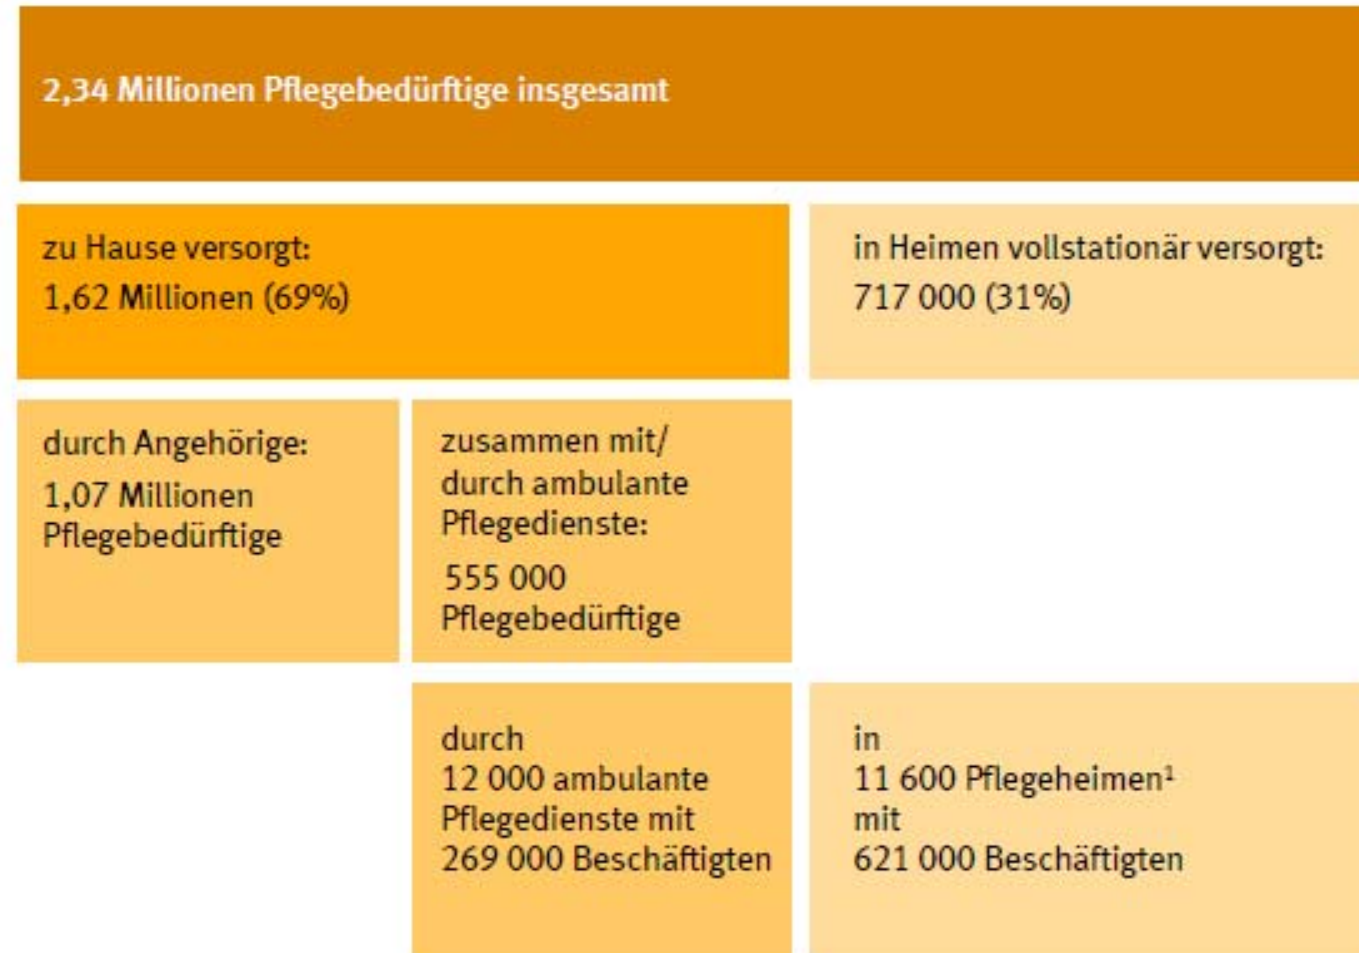 2,34 Millionen Pflegebedürftige insgesamt
zu Hause versorgt:
1,62 Millionen (69%)
in Heimen vollstationär versorgt:
717 000 (31%)
durch Angehörige:
1,07 Millionen
Pflegebedürftige
zusammen mit/
durch ambulante
Pflegedienste:
555 000
Pflegebedürftige
durch
12 000 ambulante
Pflegedienste mit
269 000 Beschäftigten
in
11 600 Pflegeheimen¹
mit
621 000 Beschäftigten